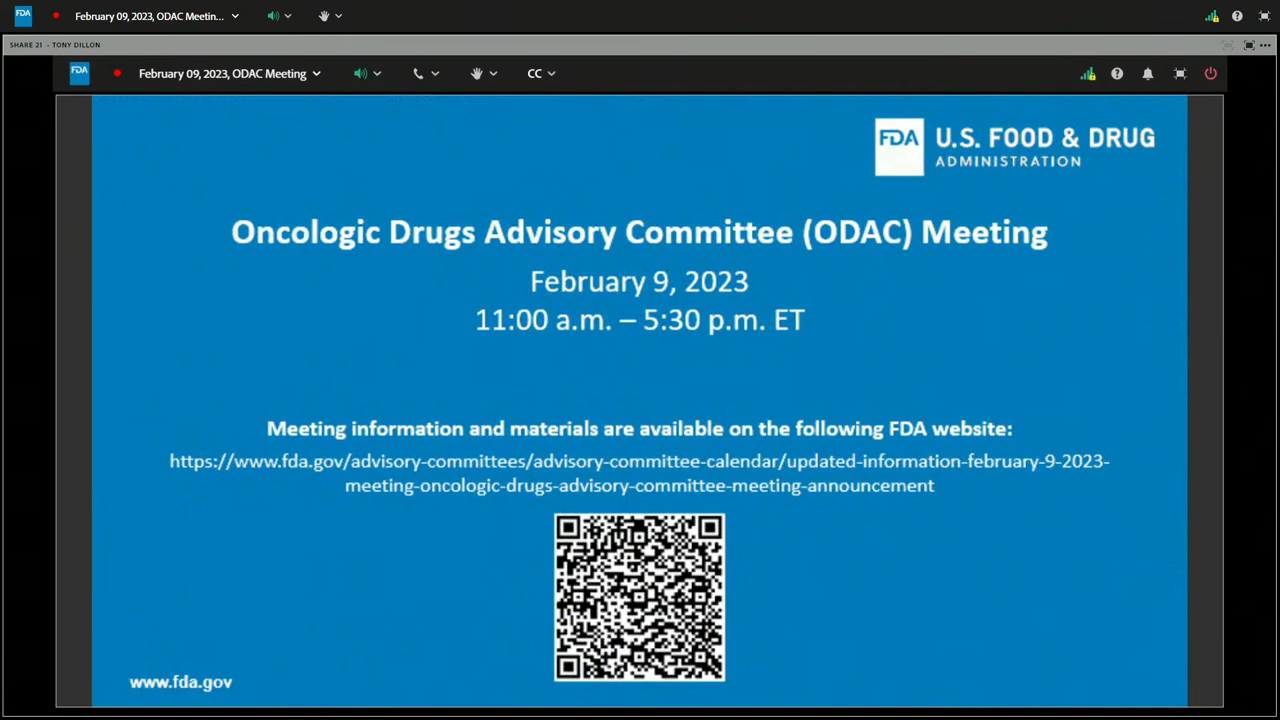 FDA
February 09, 2023, ODAC Meetin...
SHARE 21 - TONY DILLON
FDA
February 09, 2023, ODAC Meeting
CC
FDA
U.S. FOOD & DRUG
ADMINISTRATION
Oncologic Drugs Advisory Committee (ODAC) Meeting
February 9, 2023
11:00 a.m. – 5:30 p.m. ET
Meeting information and materials are available on the following FDA website:
https://www.fda.gov/advisory-committees/advisory-committee-calendar/updated-information-february-9-2023-
meeting-oncologic-drugs-advisory-committee-meeting-announcement
www.fda.gov